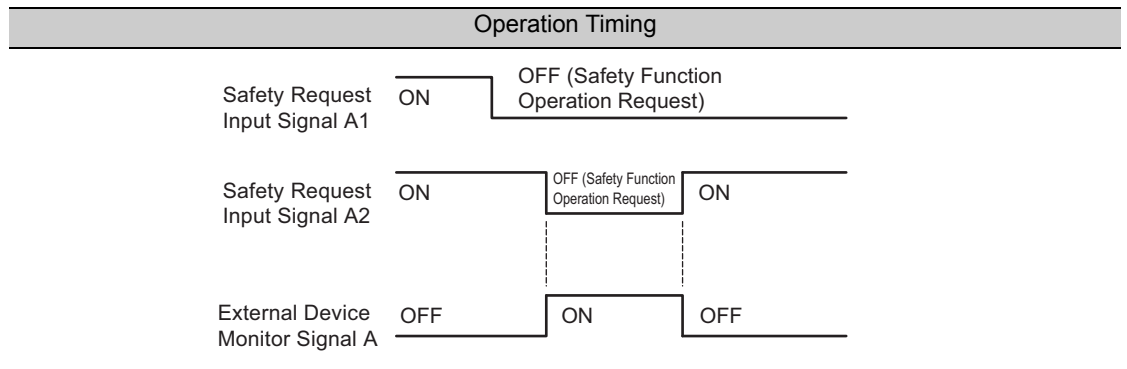 Operation Timing
Safety Request
Input Signal A1
ON
OFF (Safety Function
Operation Request)
Safety Request
Input Signal A2
ON
OFF (Safety Function
Operation Request)
ON
External Device
Monitor Signal A
OFF
ON
OFF